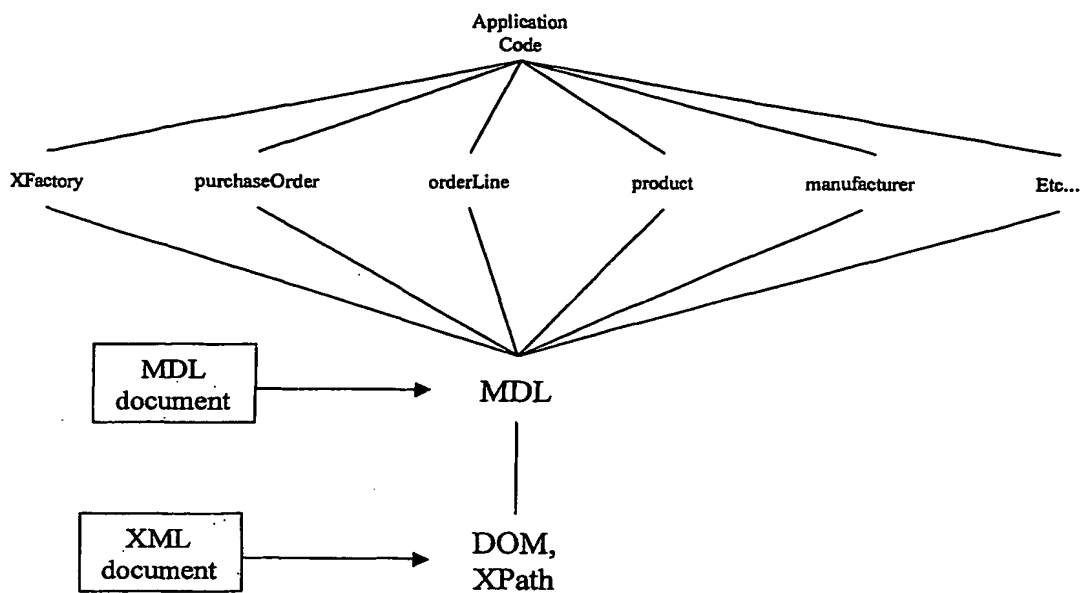 Application
Code
XFactory purchaseOrder orderLine product manufacturer Etc...
MDL
document
MDL
XML
document
DOM,
XPath